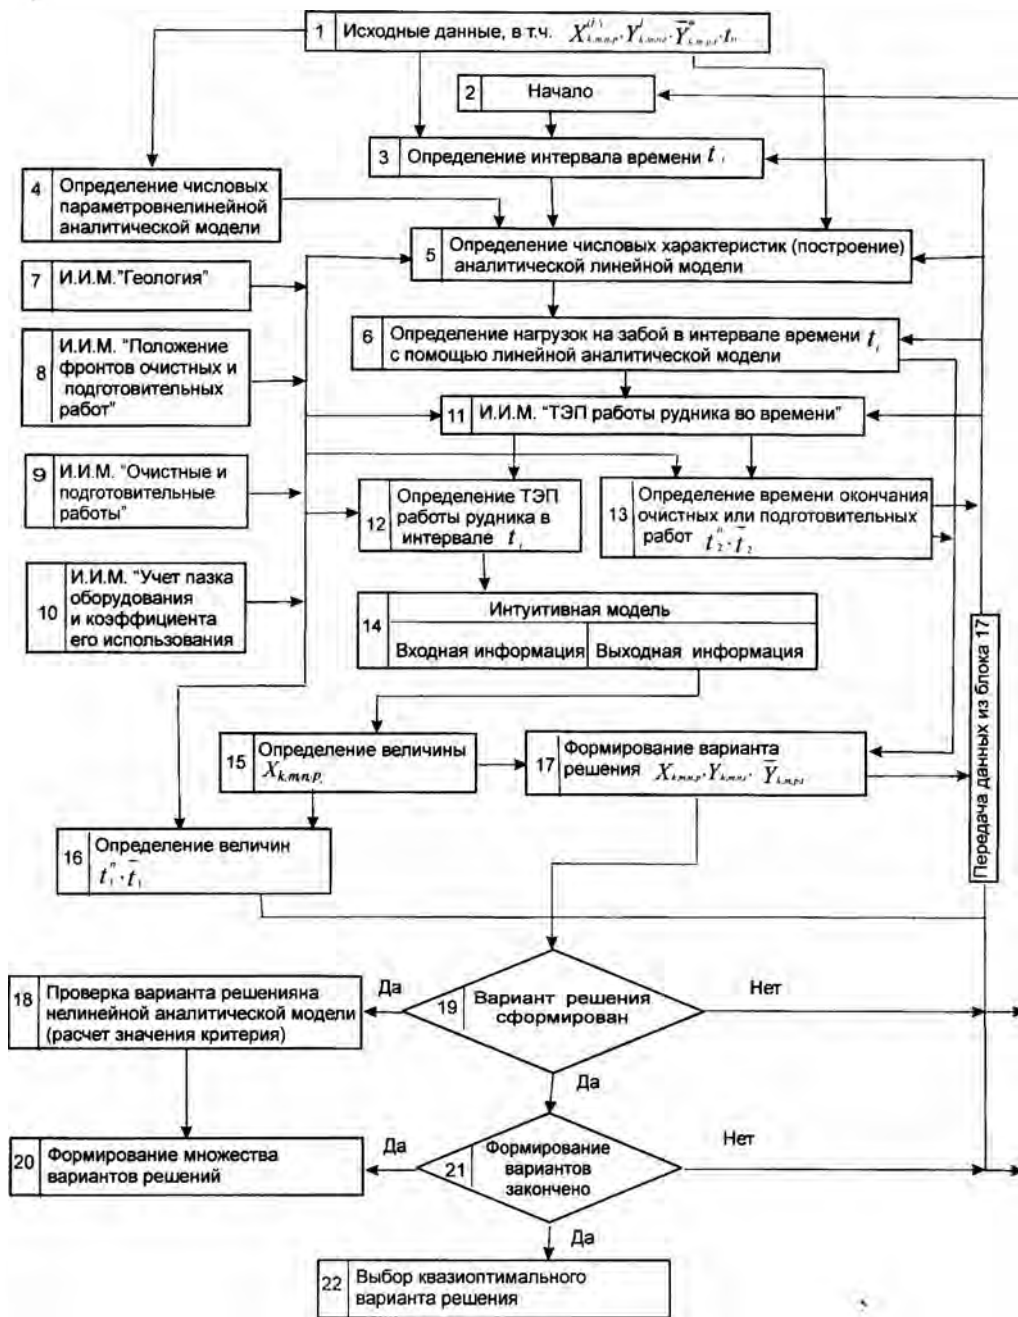 1 Исходные данные, в т.ч.
2 Начало
3 Определение интервала времени t i
4 Определение числовых
параметровнелинейной
аналитической модели
5 Определение числовых характеристик (построение)
аналитической линейной модели
7 И.И.М."Геология"
6 Определение нагрузок на забой в интервале времени t i
с помощью линейной аналитической модели
8 И.И.М. "Положение
фронтов очистных и
подготовительных
работ"
11 И.И.М. "ТЭП работы рудника во времени"
9 И.И.М. "Очистные и
подготовительные
работы"
12 Определение ТЭП
работы рудника в
интервале t i
13 Определение времени окончания
очистных или подготовительных
работ
10 И.И.М. "Учет пазка
оборудования
и коэффициента
его использования
14 Интуитивная модель
Входная информация Выходная информация
Передача данных из блока 17
15 Определение величины
X k.m.n.p.
17 Формирование варианта
решения
16 Определение величин
18 Проверка варианта решенияна
нелинейной аналитической модели
(расчет значения критерия)
Да
19 Вариант решения
сформирован
Нет
Да
20 Формирование множества
вариантов решений
Да
21 Формирование
вариантов
закончено
Нет
Да
22 Выбор квазиоптимального
варианта решения